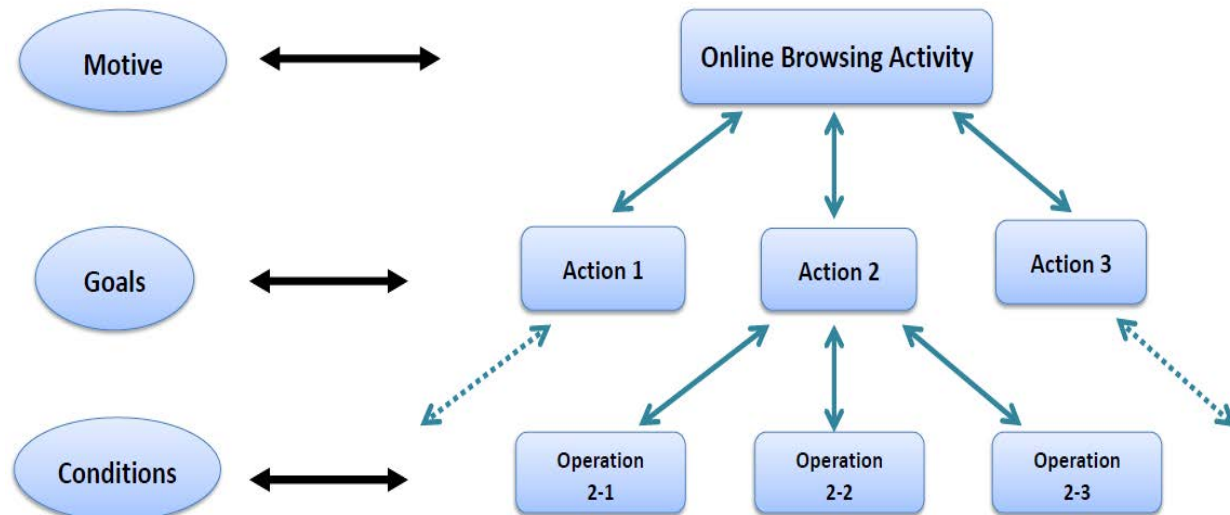 Motive
Online Browsing Activity
Goals
Action 1
Action 2
Action 3
Conditions
Operation
2-1
Operation
2-2
Operation
2-3